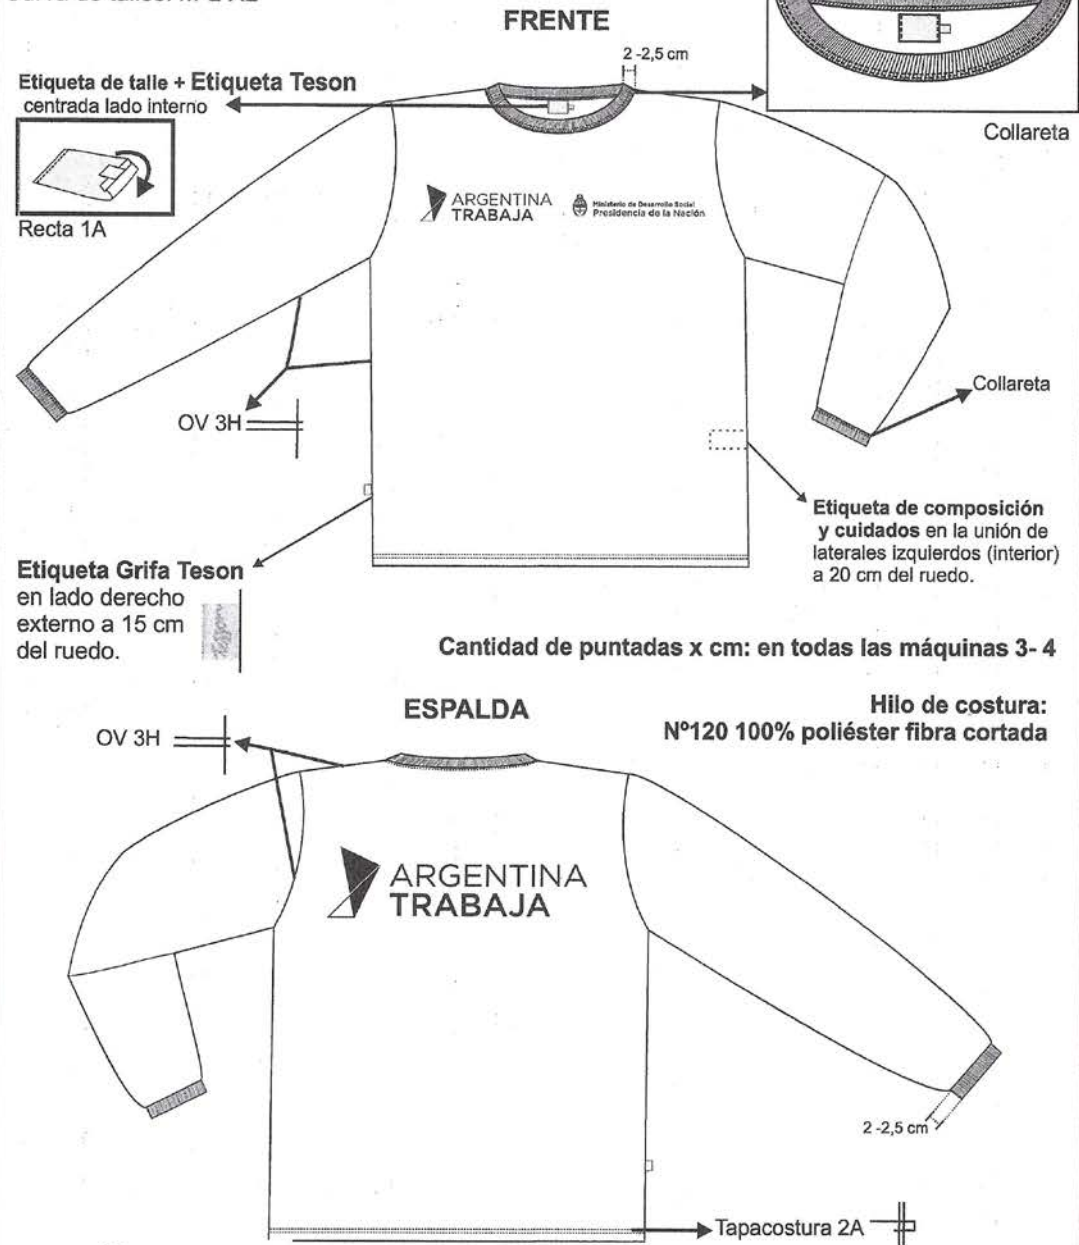 FRENTE
2 -2,5 cm
Etiqueta de talle + Etiqueta Teson
centrada lado interno
Collareta
Recta 1A
ARGENTINA
TRABAJA
Ministerio de Desarrollo Social
Presidencia de la Nación
Collareta
OV 3H
Etiqueta de composición
y cuidados en la unión de
laterales izquierdos (interior)
a 20 cm del ruedo.
Etiqueta Grifa Teson
en lado derecho
externo a 15 cm
del ruedo.
Cantidad de puntadas x cm: en todas las máquinas 3- 4
ESPALDA
Hilo de costura:
Nº120 100% poliéster fibra cortada
OV 3H
ARGENTINA
TRABAJA
2 -2,5 cm
Tapacostura 2A